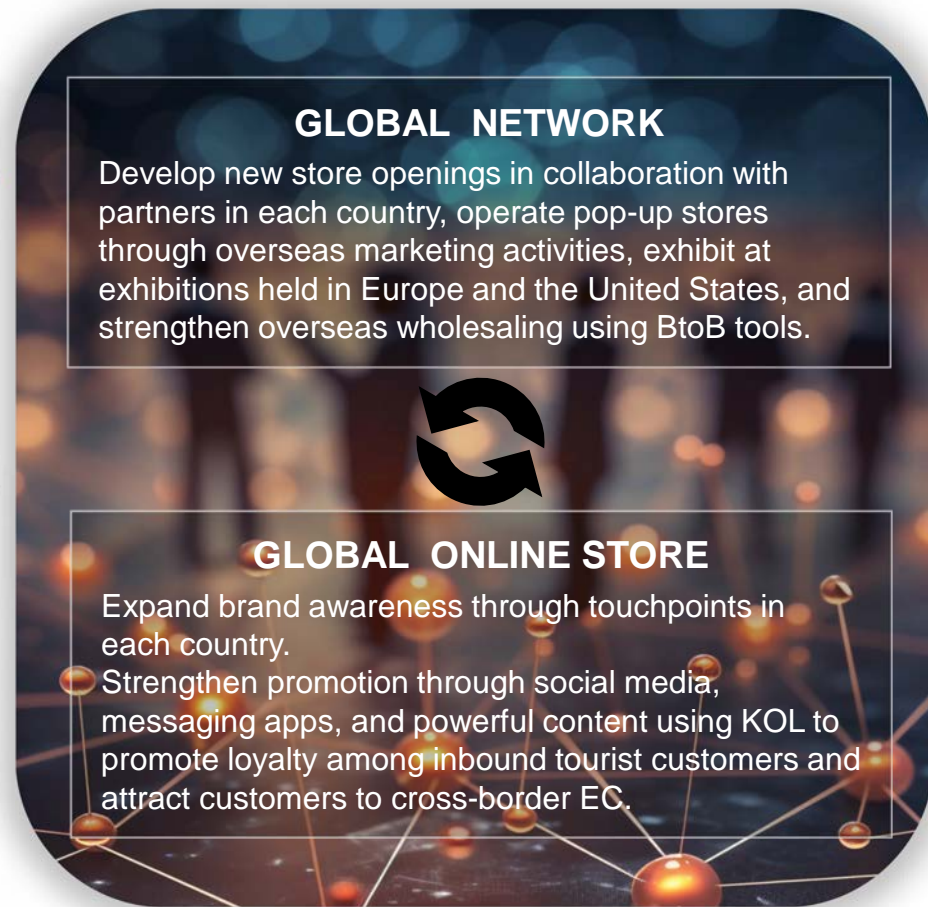 GLOBAL NETWORK
Develop new store openings in collaboration with
partners in each country, operate pop-up stores
through overseas marketing activities, exhibit at
exhibitions held in Europe and the United States, and
strengthen overseas wholesaling using BtoB tools.
GLOBAL ONLINE STORE
Expand brand awareness through touchpoints in
each country.
Strengthen promotion through social media,
messaging apps, and powerful content using KOL to
promote loyalty among inbound tourist customers and
attract customers to cross-border EC.